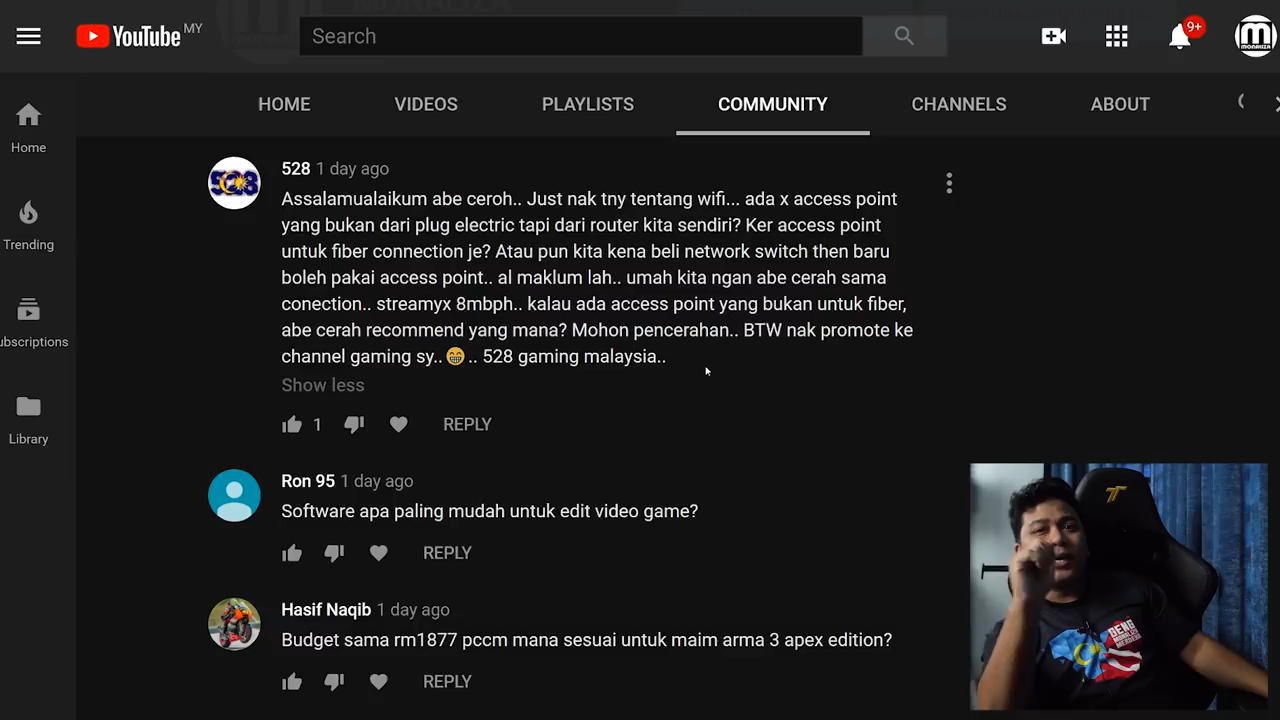 YouTube MY
Search
9+
MONALIZA
HOME VIDEOS PLAYLISTS COMMUNITY CHANNELS ABOUT
Home
Trending
ubscriptions
Library
528 1 day ago
Assalamualaikum abe ceroh.. Just nak tny tentang wifi... ada x access point
yang bukan dari plug electric tapi dari router kita sendiri? Ker access point
untuk fiber connection je? Atau pun kita kena beli network switch then baru
boleh pakai access point.. al maklum lah.. umah kita ngan abe cerah sama
conection.. streamyx 8mbph.. kalau ada access point yang bukan untuk fiber,
abe cerah recommend yang mana? Mohon pencerahan.. BTW nak promote ke
channel gaming sy..😁.. 528 gaming malaysia..
Show less
1 REPLY
Ron 95 1 day ago
Software apa paling mudah untuk edit video game?
REPLY
Hasif Naqib 1 day ago
Budget sama rm1877 pccm mana sesuai untuk maim arma 3 apex edition?
REPLY